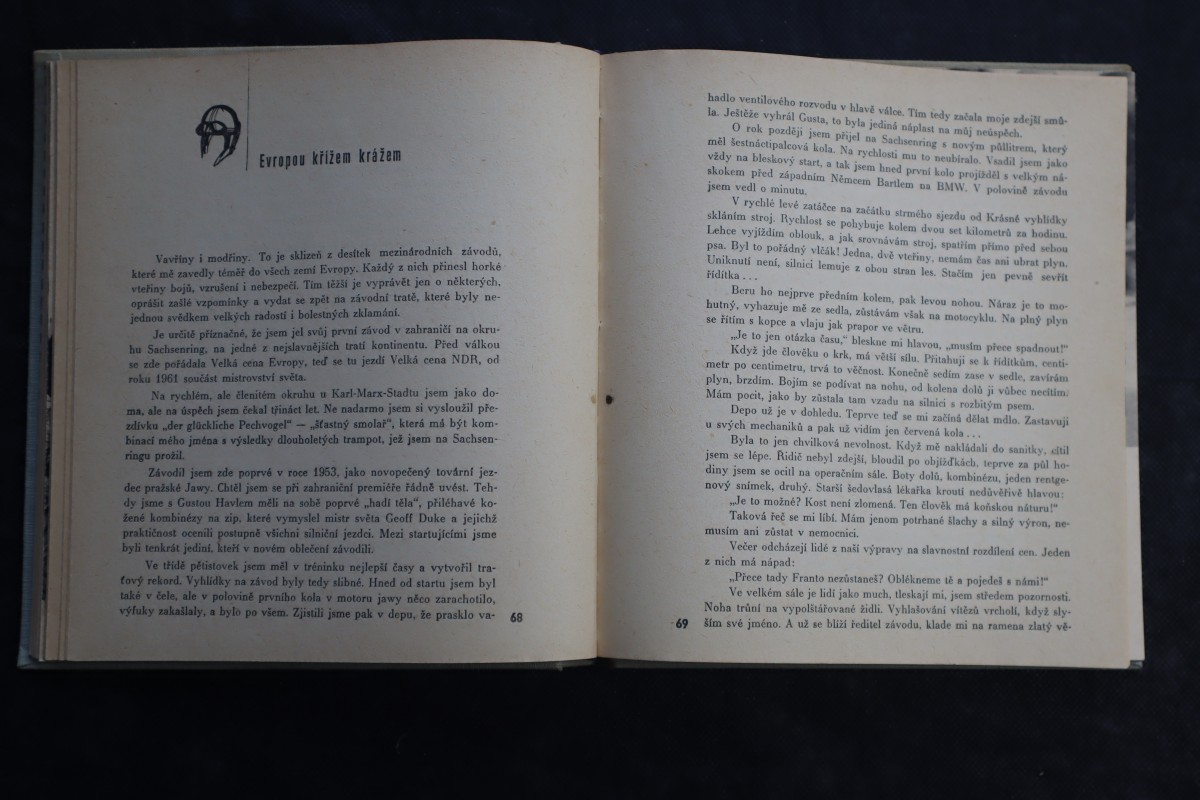 Evropou křížem krážem
Vavříny i modřiny. To je sklizeň z desítek mezinárodních závodů,
které mě zavedly téměř do všech zemí Evropy. Každý z nich přinesl horké
vteřiny bojů, vzrušení i nebezpečí. Tím těžší je vyprávět jen o některých,
oprášit zašlé vzpomínky a vydat se zpět na závodní tratě, které byly ne-
jednou svědkem velkých radostí i bolestných zklamání.
Je určitě příznačné, že jsem jel svůj první závod v zahraničí na okru-
hu Sachsenring, na jedné z nejslavnějších tratí kontinentu. Před válkou
se zde pořádala Velká cena Evropy, teď se tu jezdí Velká cena NDR, od
roku 1961 součást mistrovství světa.
Na rychlém, ale členitém okruhu u Karl-Marx-Stadtu jsem jako do-
ma, ale na úspěch jsem čekal třináct let. Ne nadarmo jsem si vysloužil pře-
zdívku „der glückliche Pechvogel“ — „šťastný smolař“, která má být kom-
binací mého jména s výsledky dlouholetých trampot, jež jsem na Sachsen-
ringu prožil.
Závodil jsem zde poprvé v roce 1953, jako novopečený tovární jez-
dec pražské Jawy. Chtěl jsem se při zahraniční premiéře řádně uvést. Teh-
dy jsme s Gustou Havlem měli na sobě poprvé „hadí těla“, přiléhavé ko-
žené kombinézy na zip, které vymyslel mistr světa Geoff Duke a jejichž
praktičnost ocenili postupně všichni silniční jezdci. Mezi startujícími jsme
byli tenkrát jediní, kteří v novém oblečení závodili.
Ve třídě pětistovek jsem měl v tréninku nejlepší časy a vytvořil tra-
ťový rekord. Vyhlídky na závod byly tedy slibné. Hned od startu jsem byl
také v čele, ale v polovině prvního kola v motoru jawy něco zarachotilo,
výfuky zakašlaly, a bylo po všem. Zjistili jsme pak v depu, že prasklo va-
68
hadlo ventilového rozvodu v hlavě válce. Tím tedy začala moje zdejší smů-
la. Ještěže vyhrál Gusta, to byla jediná náplast na můj neúspěch.
O rok později jsem přijel na Sachsenring s novým půllitrem, který
měl šestnáctipalcová kola. Na rychlosti mu to neubíralo. Vsadil jsem jako
vždy na bleskový start, a tak jsem hned první kolo projížděl s velkým ná-
skokem před západním Němcem Bartlem na BMW. V polovině závodu
jsem vedl o minutu.
V rychlé levé zatáčce na začátku strmého sjezdu od Krásné vyhlídky
skláním stroj. Rychlost se pohybuje kolem dvou set kilometrů za hodinu.
Lehce vyjíždím oblouk, a jak srovnávám stroj, spatřím přímo před sebou
psa. Byl to pořádný vlčák! Jedna, dvě vteřiny, nemám čas ani ubrat plyn.
Uniknutí není, silnici lemuje z obou stran les. Stačím jen pevně sevřít
řídítka . . .
Beru ho nejprve předním kolem, pak levou nohou. Náraz je to mo-
hutný, vyhazuje mě ze sedla, zůstávám však na motocyklu. Na plný plyn
se řítím s kopce a vlaju jak prapor ve větru.
„Je to jen otázka času,“ bleskne mi hlavou, „musím přece spadnout!“
Když jde člověku o krk, má větší sílu. Přitahuji se k řídítkům, centi-
metr po centimetru, trvá to věčnost. Konečně sedím zase v sedle, zavírám
plyn, brzdím. Bojím se podívat na nohu, od kolena dolů ji vůbec necítím.
Mám pocit, jako by zůstala tam vzadu na silnici s rozbitým psem.
Depo už je v dohledu. Teprve teď se mi začíná dělat mdlo. Zastavuji
u svých mechaniků a pak už vidím jen červená kola . . .
Byla to jen chvilková nevolnost. Když mě nakládali do sanitky, cítil
jsem se lépe. Řidič nebyl zdejší, bloudil po objížďkách, teprve za půl ho-
diny jsem se ocitl na operačním sále. Boty dolů, kombinézu, jeden rentge-
nový snímek, druhý. Starší šedovlasá lékařka kroutí nedůvěřivě hlavou:
„Je to možné? Kost není zlomená. Ten člověk má koňskou náturu!“
Taková řeč se mi líbí. Mám jenom potrhané šlachy a silný výron, ne-
musím ani zůstat v nemocnici.
Večer odcházejí lidé z naší výpravy na slavnostní rozdílení cen. Jeden
z nich má nápad:
„Přece tady Franto nezůstaneš? Oblékneme tě a pojedeš s námi!“
Ve velkém sále je lidí jako much, tleskají mi, jsem středem pozornosti.
Noha trůní na vypolštářované židli. Vyhlašování vítězů vrcholí, když sly-
ším své jméno. A už se blíží ředitel závodu, klade mi na ramena zlatý vě-
69